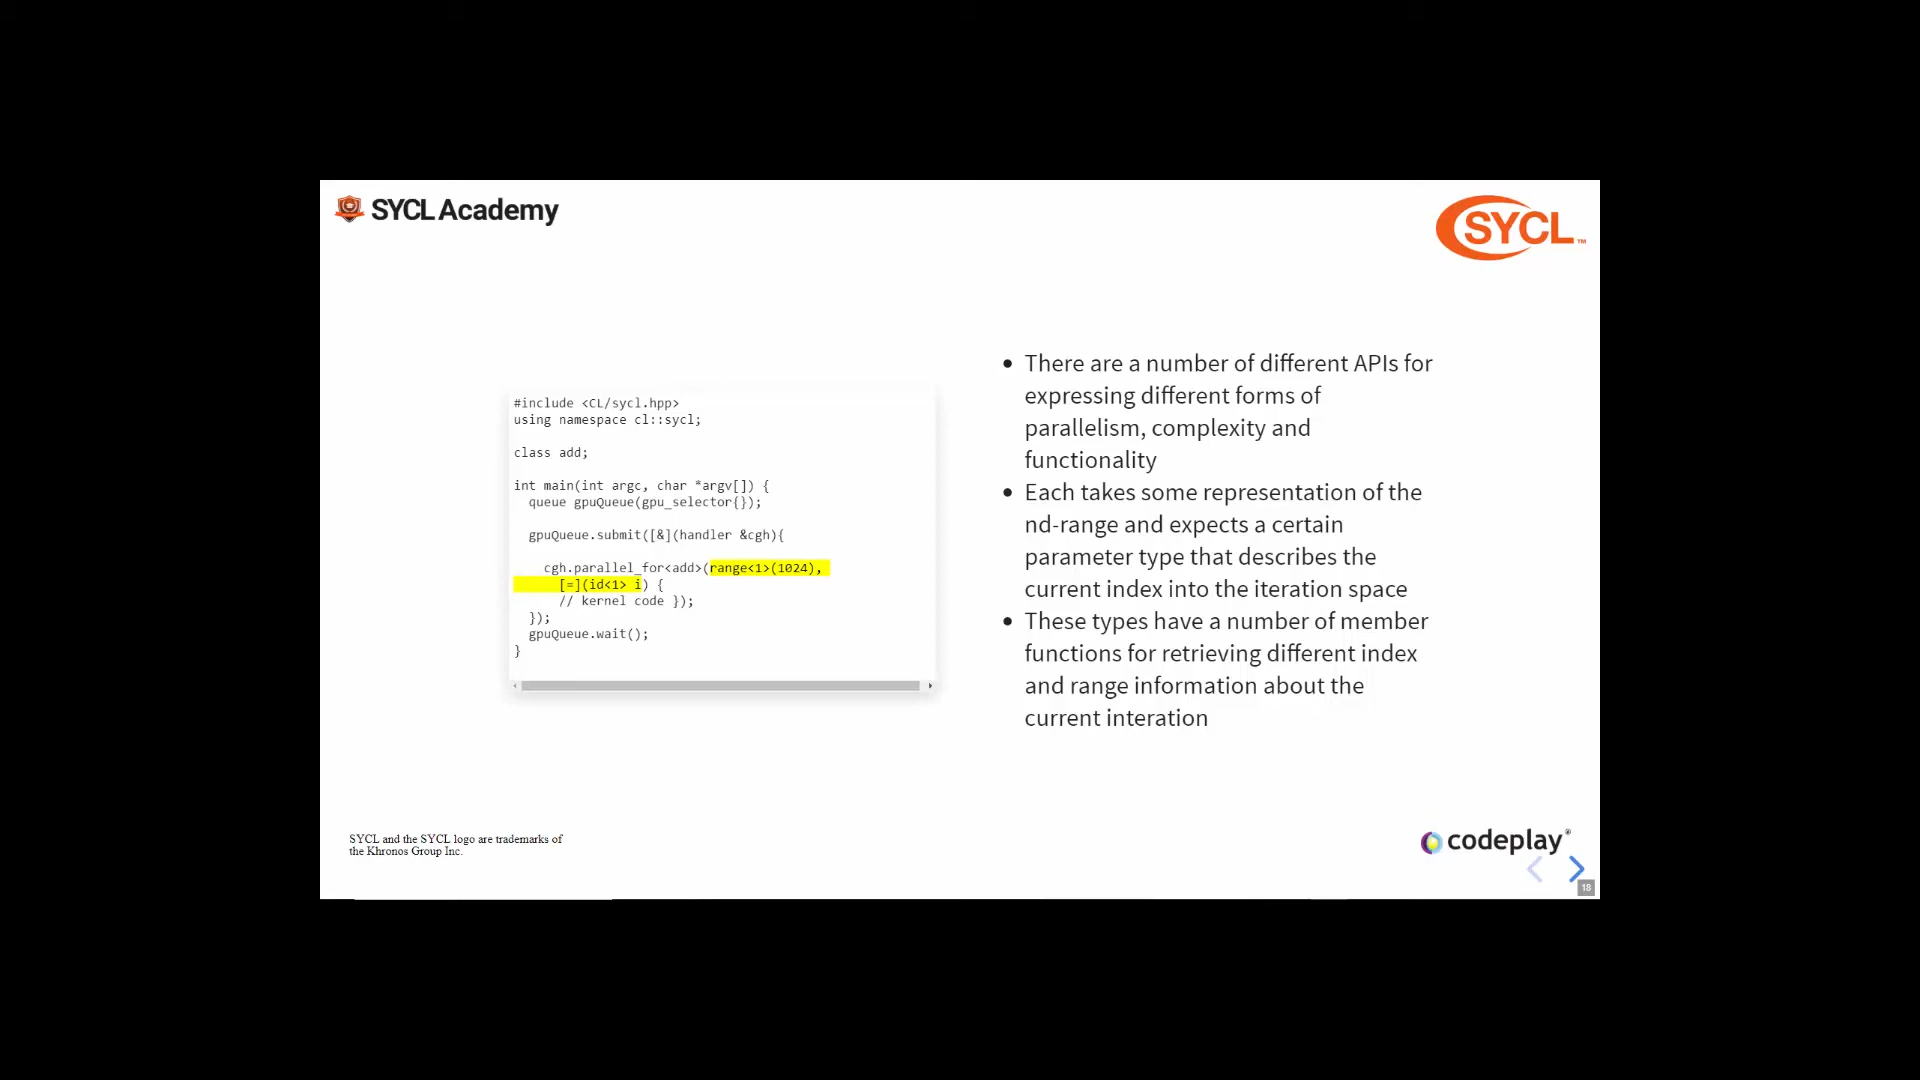 SYCL Academy
SYCL™
#include <CL/sycl.hpp>
using namespace cl::sycl;
class add;
int main(int argc, char *argv[]) {
queue gpuQueue(gpu_selector{});
gpuQueue.submit([&](handler &cgh){
cgh.parallel_for<add>(range<1>(1024),
[=](id<1> i) {
// kernel code });
});
gpuQueue.wait();
}
• There are a number of different APIs for
expressing different forms of
parallelism, complexity and
functionality
• Each takes some representation of the
nd-range and expects a certain
parameter type that describes the
current index into the iteration space
• These types have a number of member
functions for retrieving different index
and range information about the
current interation
SYCL and the SYCL logo are trademarks of
the Khronos Group Inc.
codeplay®
18